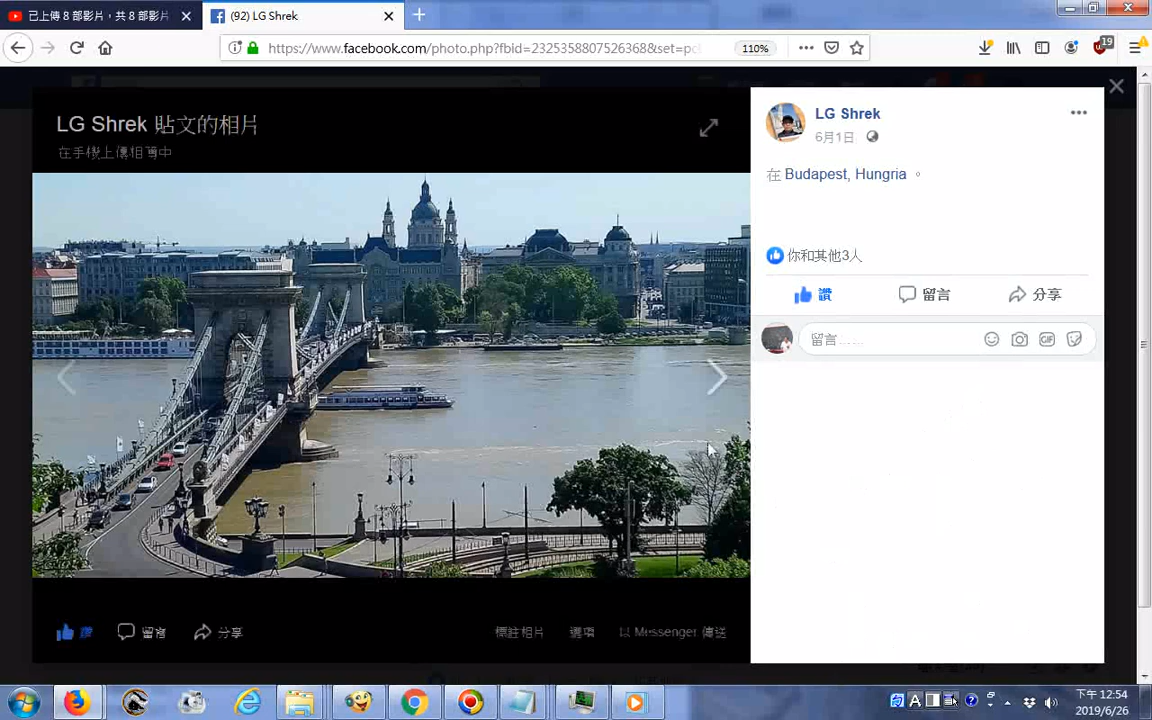 已上傳 8 部影片，共 8 部影片
(92) LG Shrek
https://www.facebook.com/photo.php?fbid=2325358807526368&set=pc
110%
19
LG Shrek 貼文的相片
在手機上傳相簿中
LG Shrek
6月1日
在 Budapest, Hungria 。
你和其他3人
讚 留言 分享
留言……
GIF
讚 留言 分享
標註相片 選項 以 Messenger 傳送
下午 12:54
2019/6/26